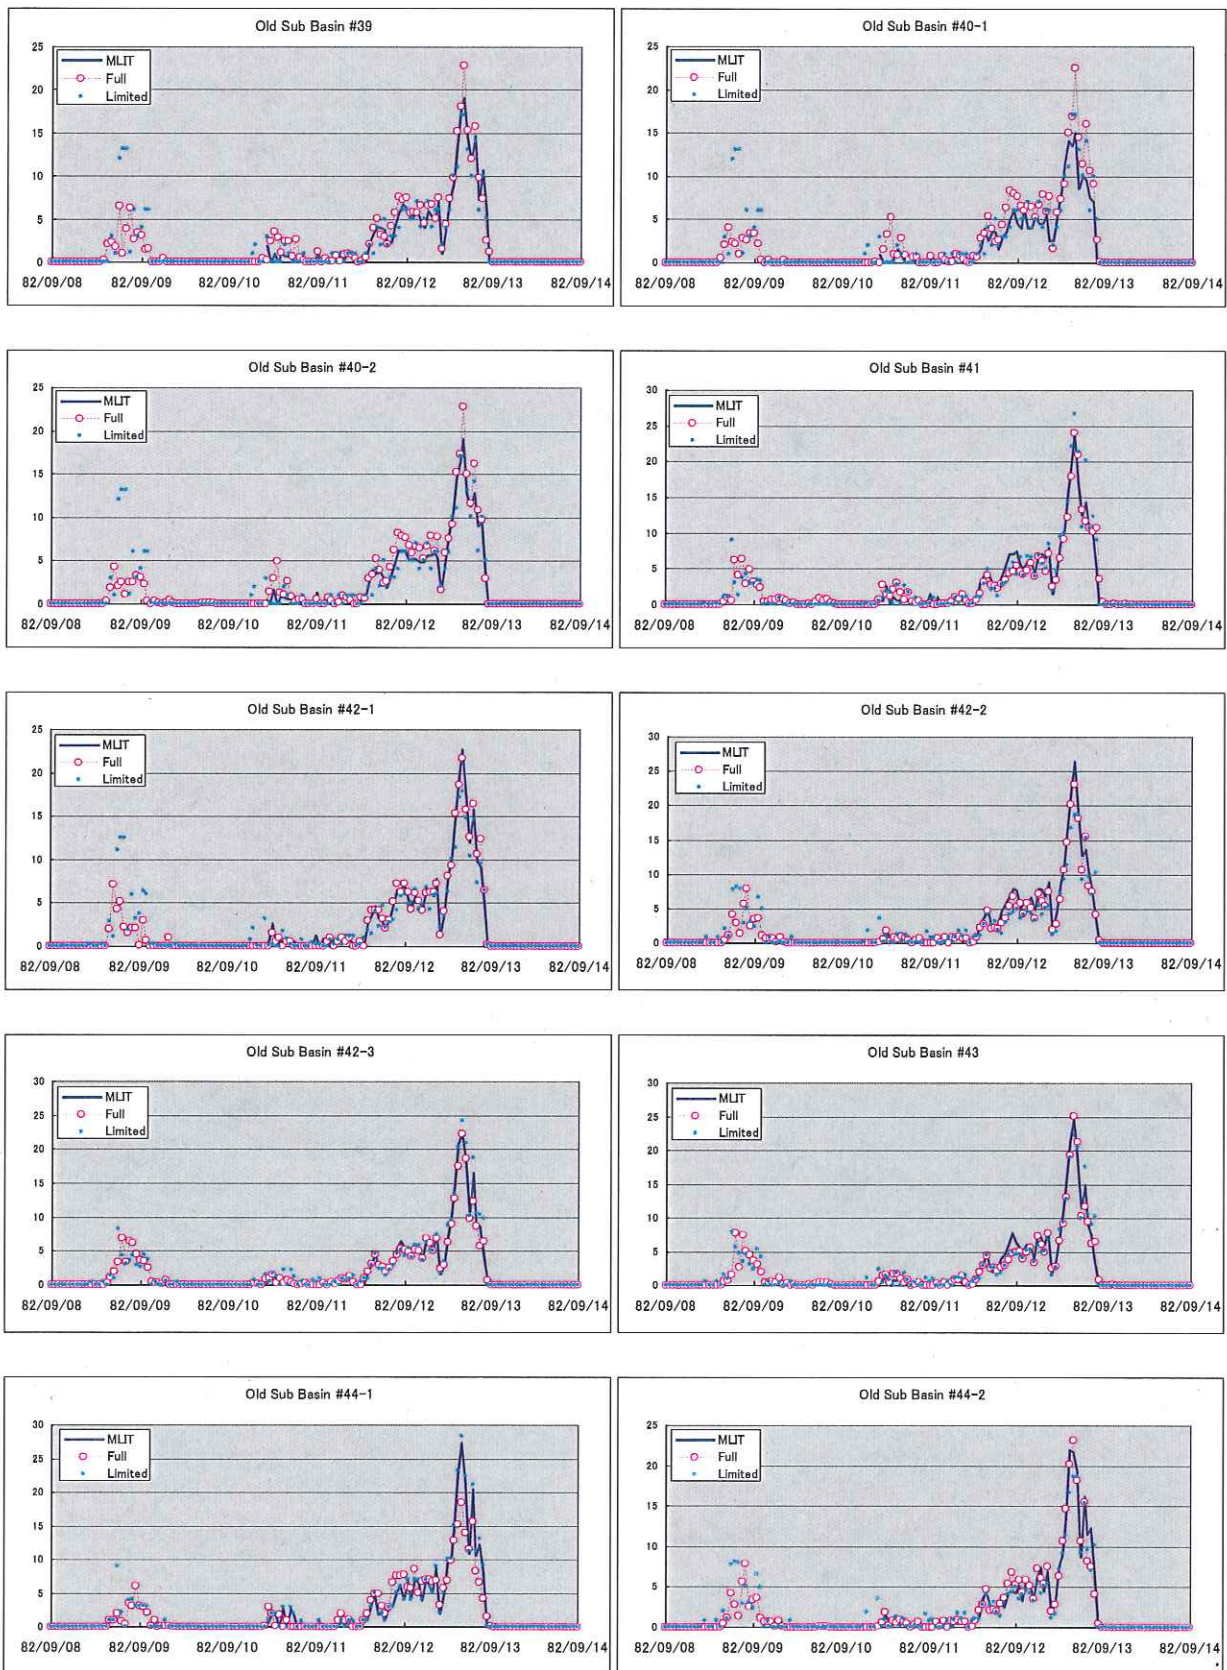 Old Sub Basin #39
25
20
15
10
5
0
MLIT
Full
Limited
82/09/08 82/09/09 82/09/10 82/09/11 82/09/12 82/09/13 82/09/14
Old Sub Basin #40-1
25
20
15
10
5
0
MLIT
Full
Limited
82/09/08 82/09/09 82/09/10 82/09/11 82/09/12 82/09/13 82/09/14
Old Sub Basin #40-2
25
20
15
10
5
0
MLIT
Full
Limited
82/09/08 82/09/09 82/09/10 82/09/11 82/09/12 82/09/13 82/09/14
Old Sub Basin #41
30
25
20
15
10
5
0
MLIT
Full
Limited
82/09/08 82/09/09 82/09/10 82/09/11 82/09/12 82/09/13 82/09/14
Old Sub Basin #42-1
25
20
15
10
5
0
MLIT
Full
Limited
82/09/08 82/09/09 82/09/10 82/09/11 82/09/12 82/09/13 82/09/14
Old Sub Basin #42-2
30
25
20
15
10
5
0
MLIT
Full
Limited
82/09/08 82/09/09 82/09/10 82/09/11 82/09/12 82/09/13 82/09/14
Old Sub Basin #42-3
30
25
20
15
10
5
0
MLIT
Full
Limited
82/09/08 82/09/09 82/09/10 82/09/11 82/09/12 82/09/13 82/09/14
Old Sub Basin #43
30
25
20
15
10
5
0
MLIT
Full
Limited
82/09/08 82/09/09 82/09/10 82/09/11 82/09/12 82/09/13 82/09/14
Old Sub Basin #44-1
30
25
20
15
10
5
0
MLIT
Full
Limited
82/09/08 82/09/09 82/09/10 82/09/11 82/09/12 82/09/13 82/09/14
Old Sub Basin #44-2
25
20
15
10
5
0
MLIT
Full
Limited
82/09/08 82/09/09 82/09/10 82/09/11 82/09/12 82/09/13 82/09/14